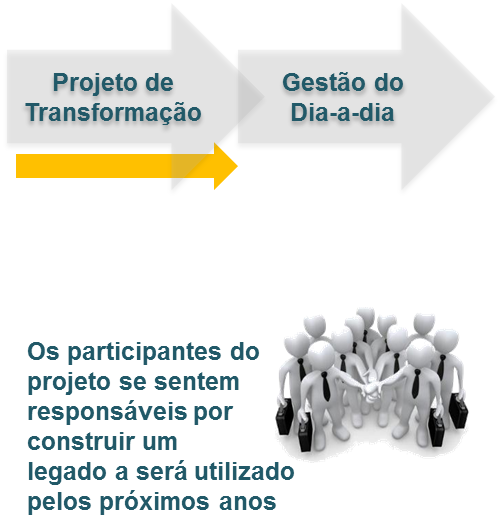 Projeto de
Transformação
Gestão do
Dia-a-dia
Os participantes do
projeto se sentem
responsáveis por
construir um
legado a será utilizado
pelos próximos anos